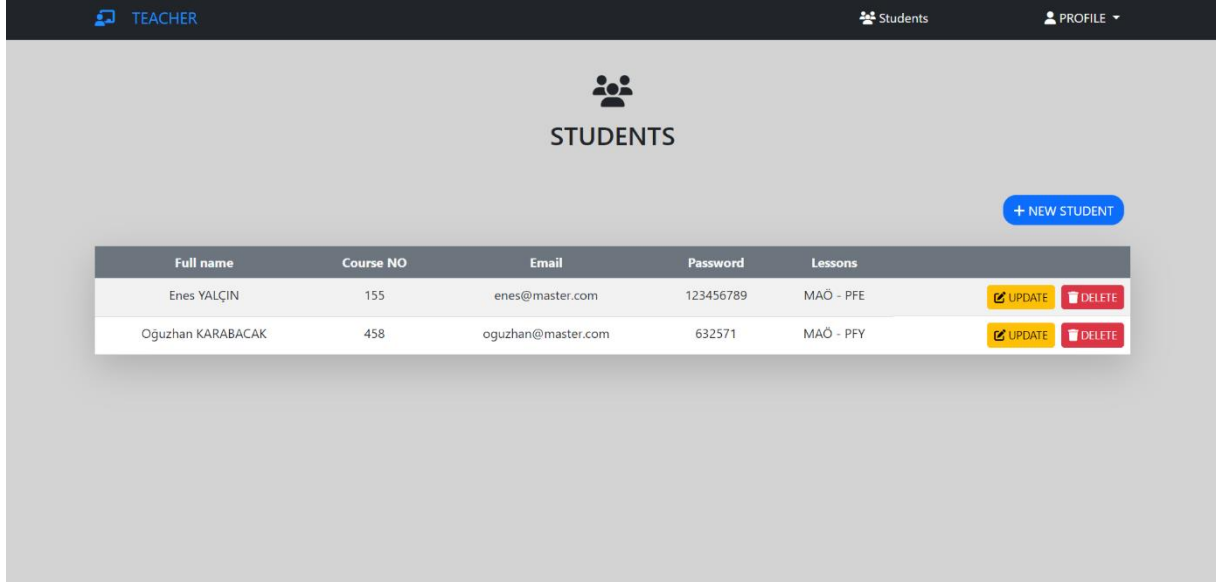 TEACHER Students PROFILE
STUDENTS
+ NEW STUDENT
Full name Course NO Email Password Lessons
Enes YALÇIN 155 enes@master.com 123456789 MAÖ - PFE UPDATE DELETE
Oğuzhan KARABACAK 458 oguzhan@master.com 632571 MAÖ - PFY UPDATE DELETE